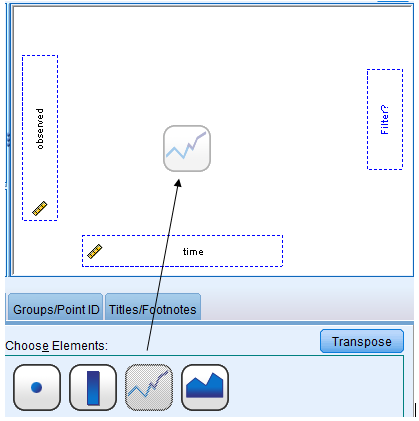 observed
Filter?
time
Groups/Point ID
Titles/Footnotes
Choose Elements:
Transpose